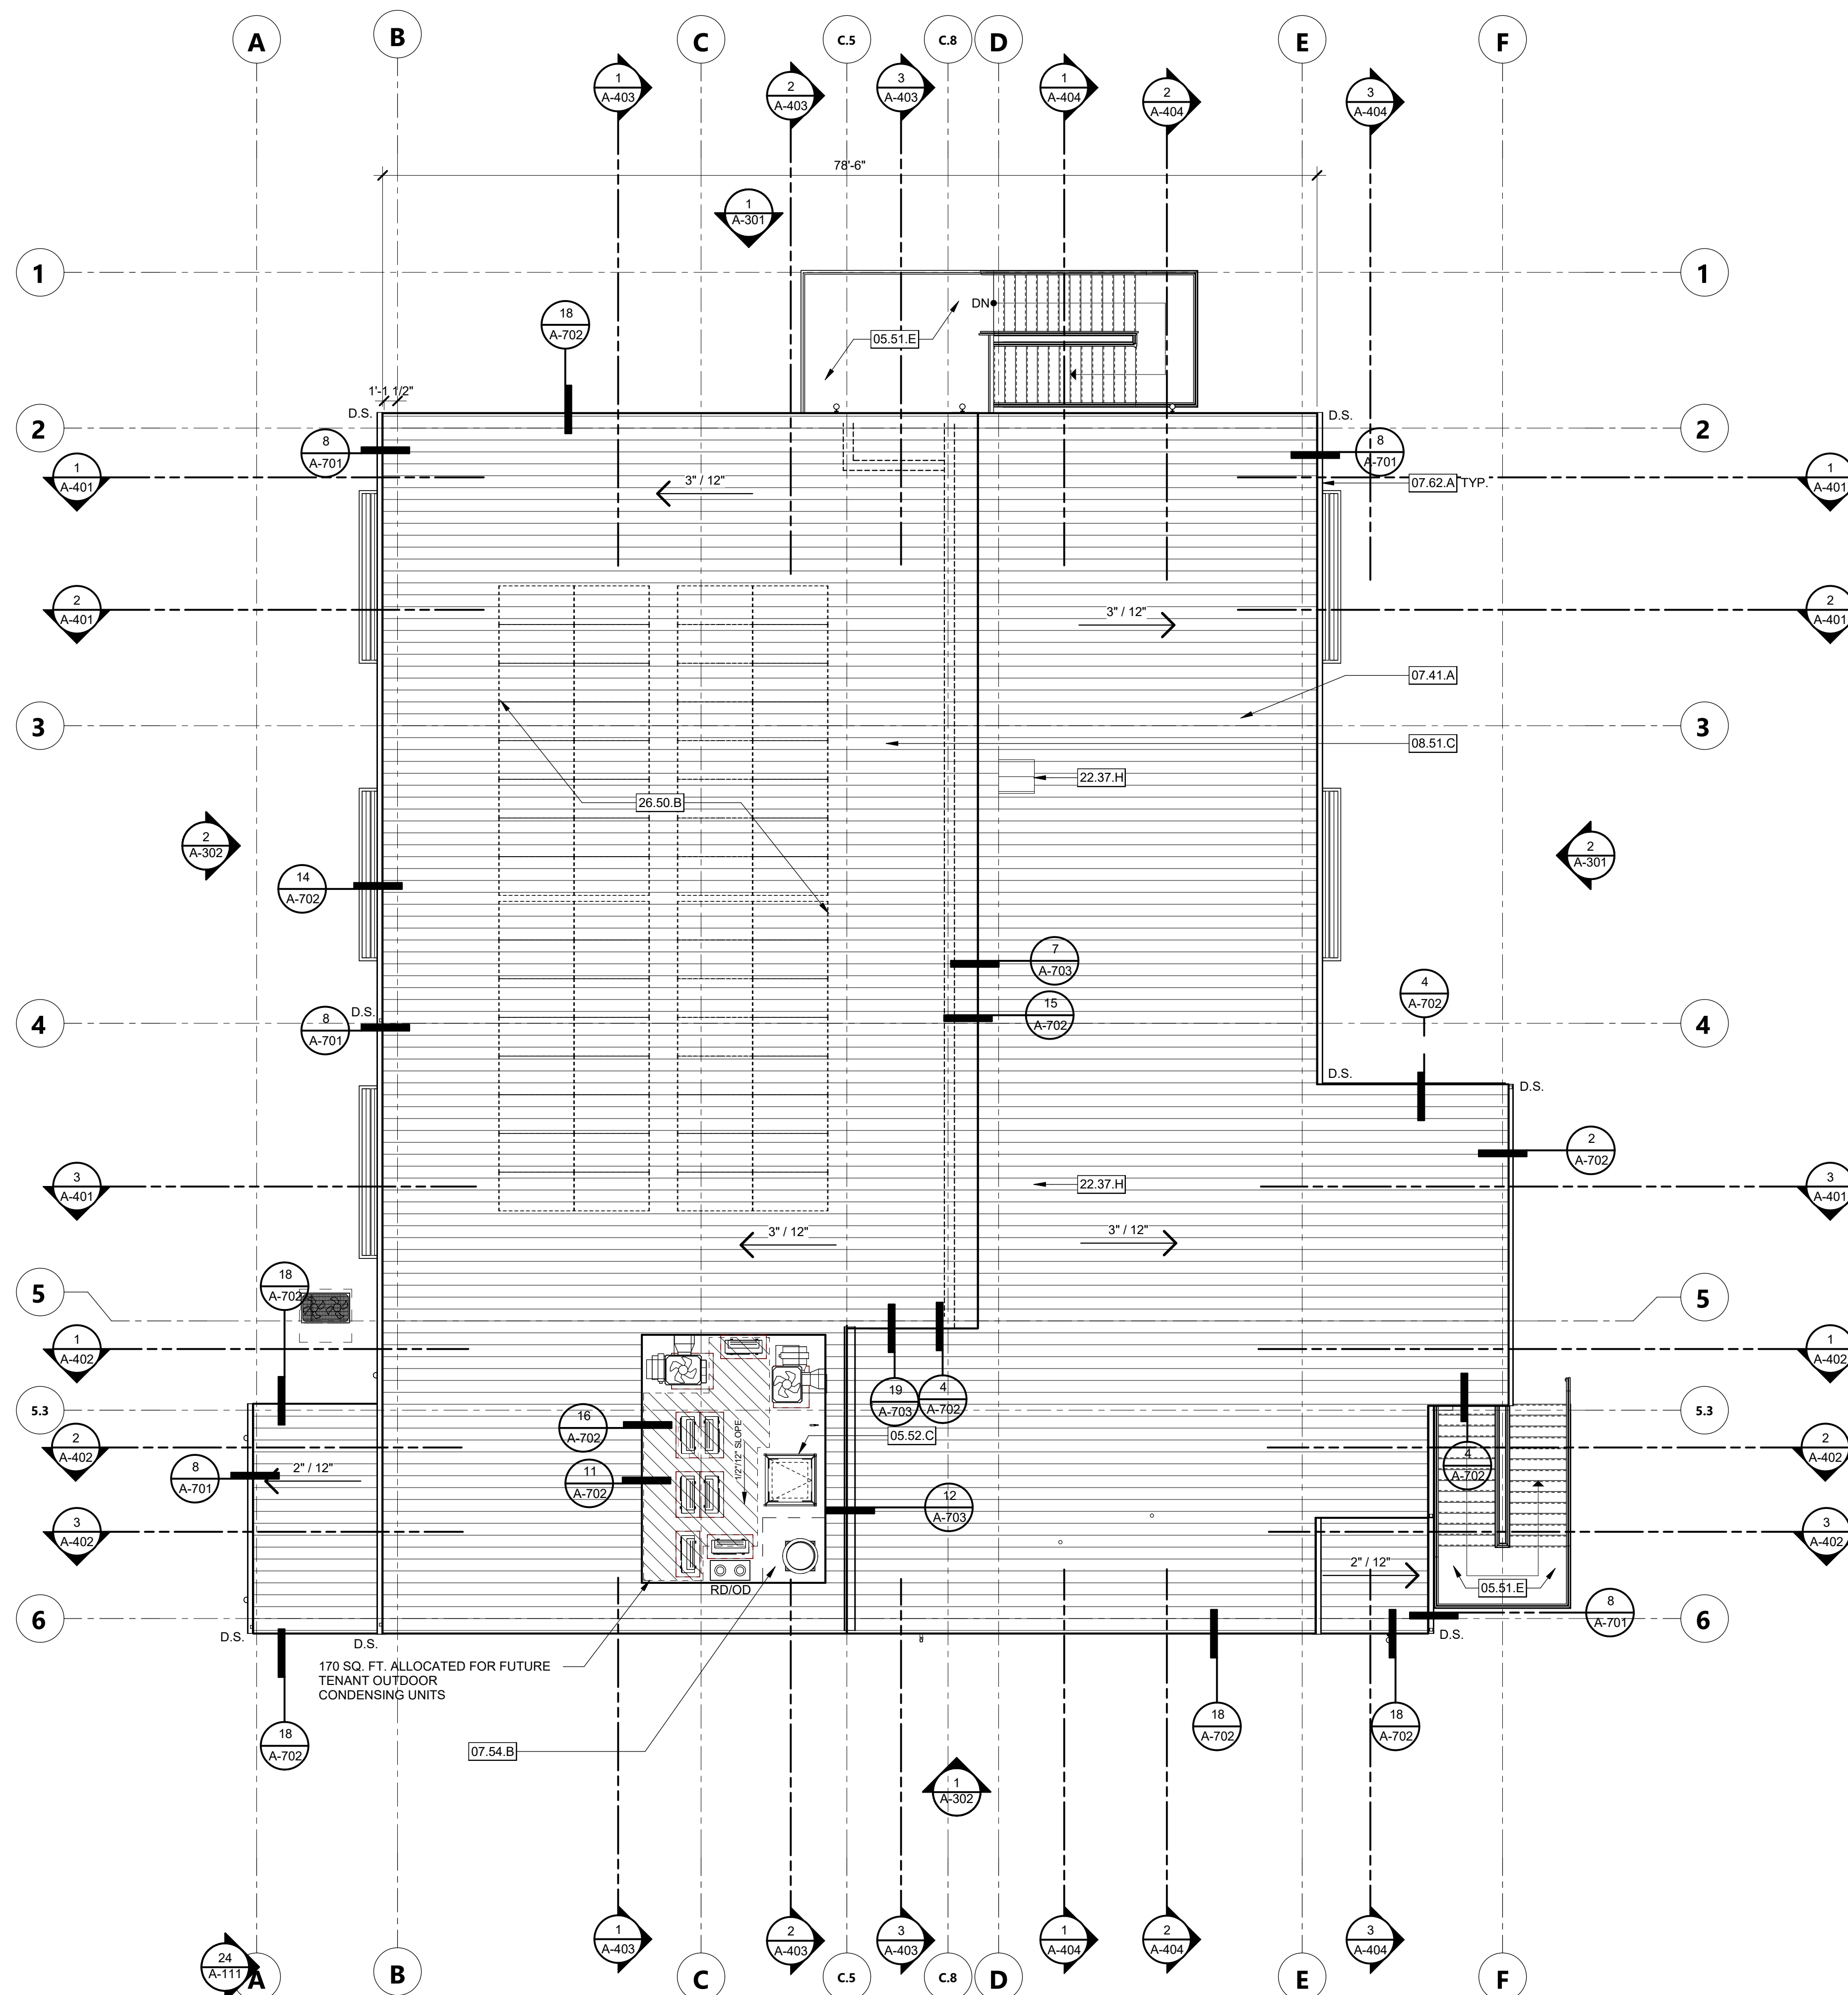 A
B
C
C.5
C.8
D
E
F
1
A-403
2
A-403
3
A-403
1
A-404
2
A-404
3
A-404
78'-6"
1
A-301
1
1
18
A-702
DN
05.51.E
1'-1 1/2"
D.S.
D.S.
2
2
8
A-701
8
A-701
1
A-401
1
A-401
3" / 12"
07.62.A TYP.
2
A-401
2
A-401
3" / 12"
07.41.A
3
3
08.51.C
22.37.H
26.50.B
2
A-302
2
A-301
14
A-702
7
A-703
4
A-702
D.S.
15
A-702
8
A-701
4
4
D.S.
D.S.
2
A-702
3
A-401
22.37.H
3
A-401
3" / 12"
3" / 12"
18
A-702
5
5
1
A-402
1
A-402
19
A-703
4
A-702
5.3
5.3
16
A-702
1/2"/12" SLOPE
05.52.C
2
A-402
2
A-402
8
A-701
2" / 12"
11
A-702
4
A-702
12
A-703
3
A-402
3
A-402
2" / 12"
RD/OD
05.51.E
8
A-701
6
6
D.S.
D.S.
D.S.
170 SQ. FT. ALLOCATED FOR FUTURE
TENANT OUTDOOR
CONDENSING UNITS
18
A-702
18
A-702
18
A-702
07.54.B
1
A-302
1
A-403
2
A-403
3
A-403
1
A-404
2
A-404
3
A-404
24
A-111
A
B
C
C.5
C.8
D
E
F